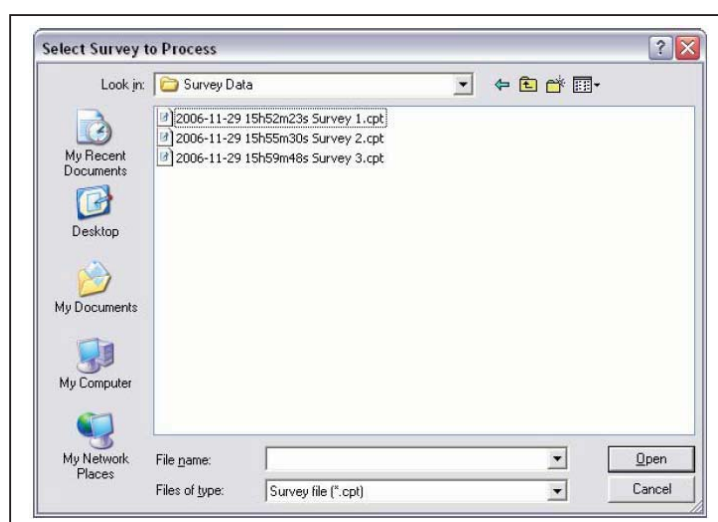 Select Survey to Process
Look in: Survey Data
2006-11-29 15h52m23s Survey 1.cpt
2006-11-29 15h55m30s Survey 2.cpt
2006-11-29 15h59m48s Survey 3.cpt
My Recent
Documents
Desktop
My Documents
My Computer
My Network
Places
File name:
Open
Files of type: Survey file (*.cpt)
Cancel